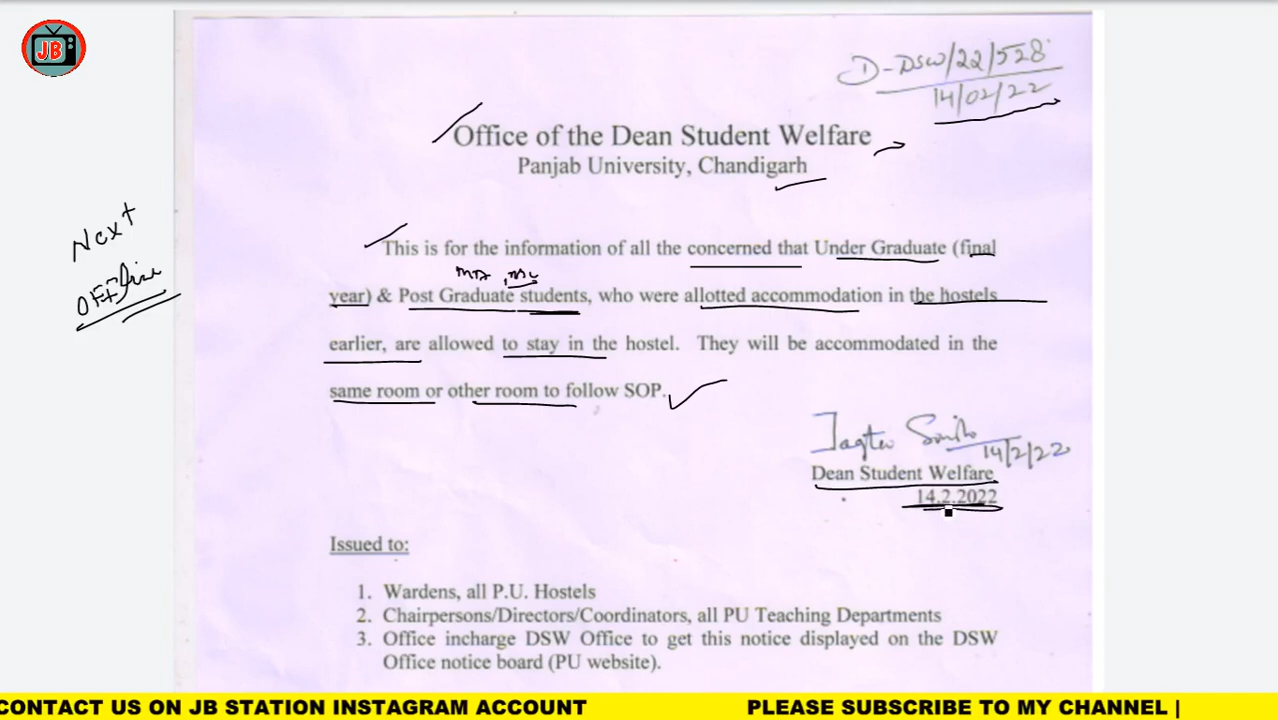 JB
D-DSW/22/528
14/02/22
Office of the Dean Student Welfare
Panjab University, Chandigarh
Next
OFFline
This is for the information of all the concerned that Under Graduate (final
year) & Post Graduate students, who were allotted accommodation in the hostels
earlier, are allowed to stay in the hostel. They will be accommodated in the
same room or other room to follow SOP.
14/2/22
Dean Student Welfare
14.2.2022
Issued to:
1. Wardens, all P.U. Hostels
2. Chairpersons/Directors/Coordinators, all PU Teaching Departments
3. Office incharge DSW Office to get this notice displayed on the DSW
Office notice board (PU website).
CONTACT US ON JB STATION INSTAGRAM ACCOUNT PLEASE SUBSCRIBE TO MY CHANNEL |